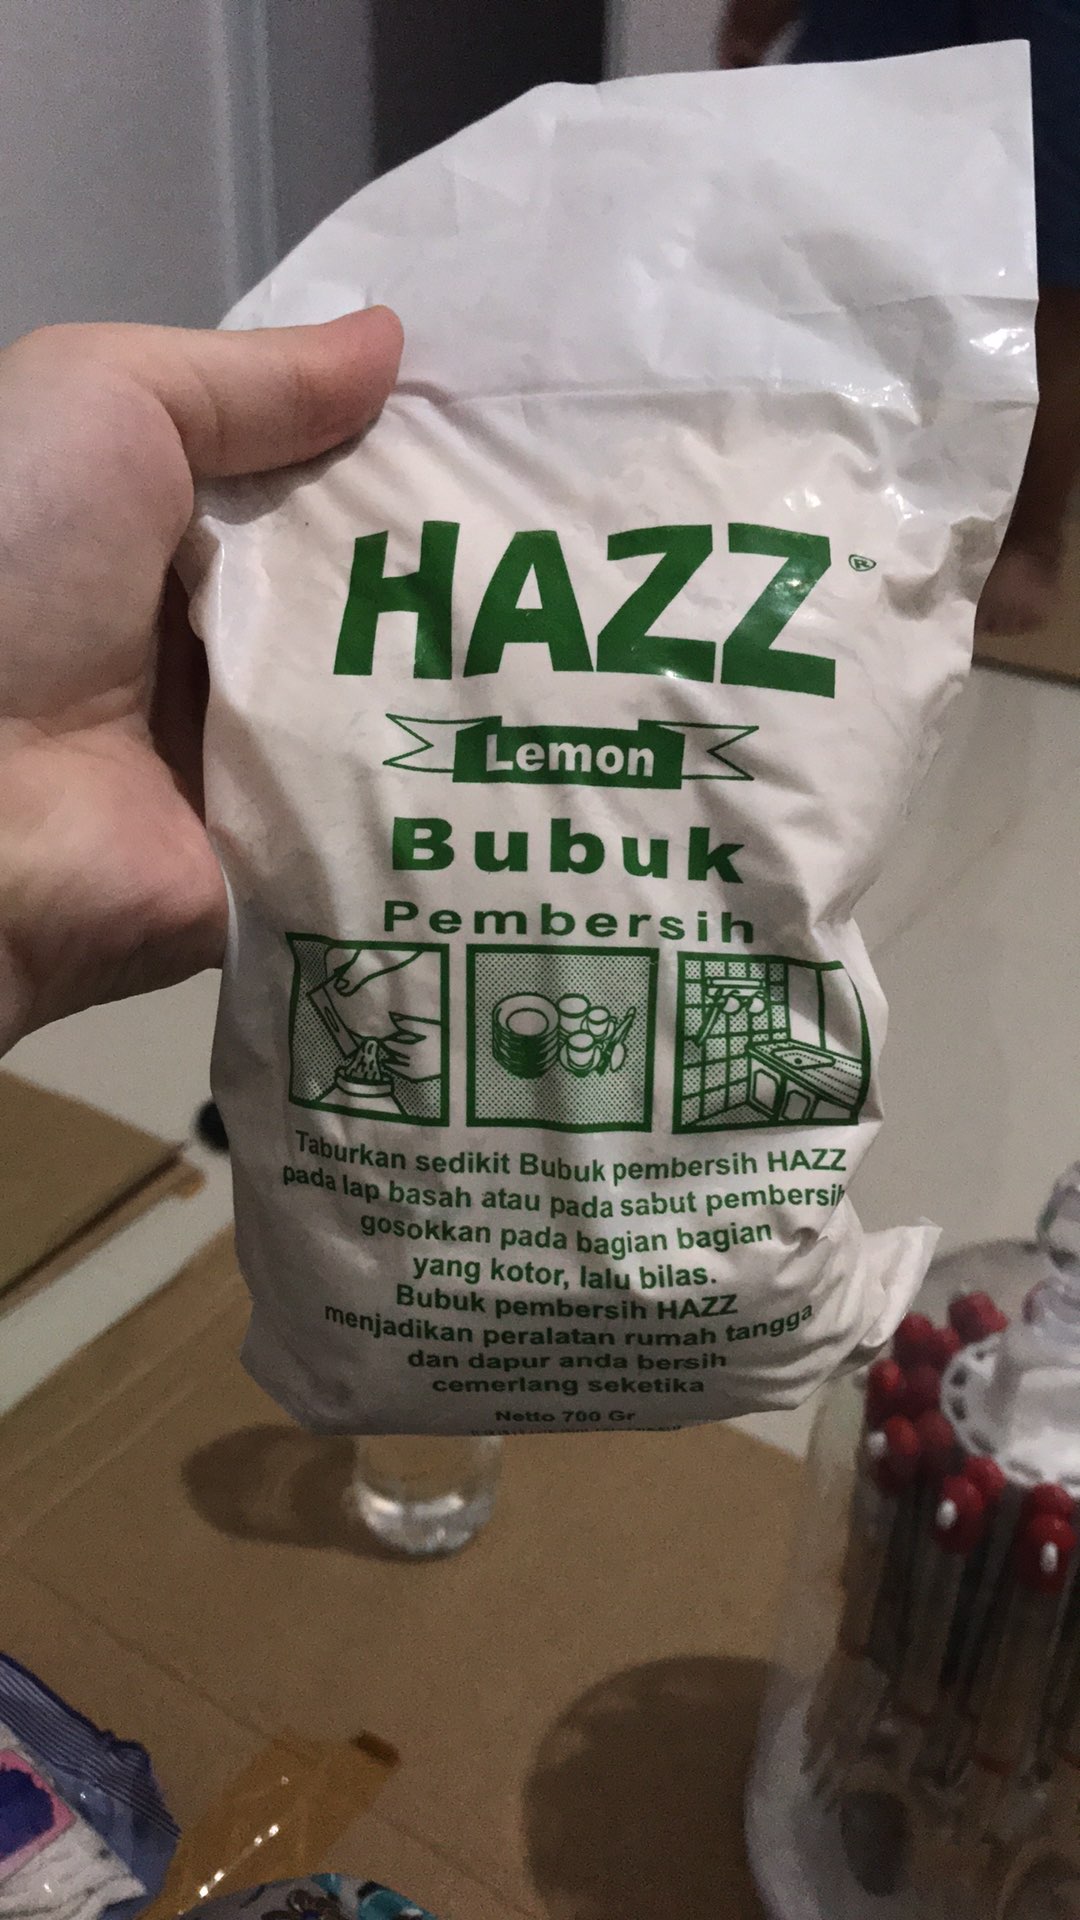 HAZZ®
Lemon
Bubuk
Pembersih
Taburkan sedikit Bubuk pembersih HAZZ
pada lap basah atau pada sabut pembersih
gosokkan pada bagian bagian
yang kotor, lalu bilas.
Bubuk pembersih HAZZ
menjadikan peralatan rumah tangga
dan dapur anda bersih
cemerlang seketika
Netto 700 Gr